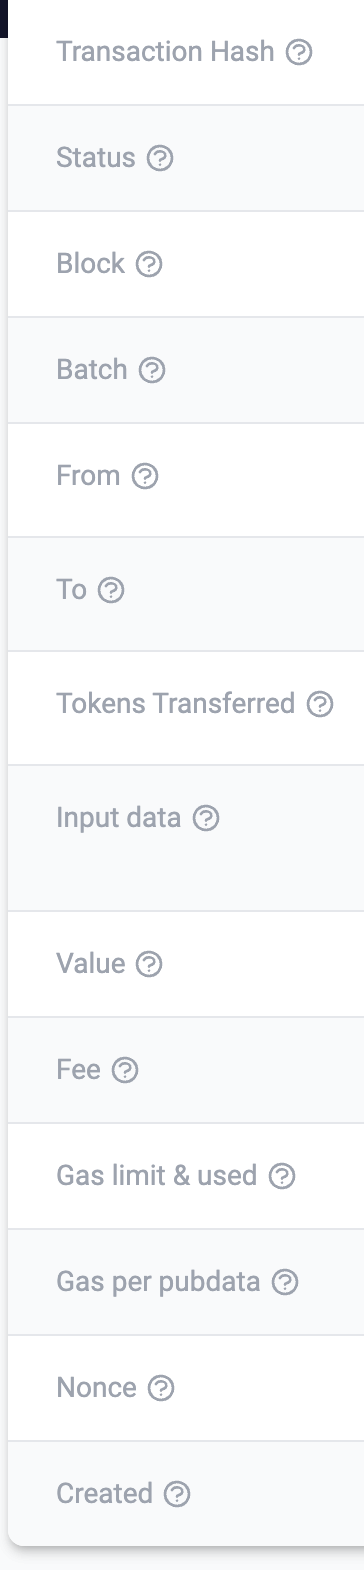 Transaction Hash
Status
Block
Batch
From
To
Tokens Transferred
Input data
Value
Fee
Gas limit & used
Gas per pubdata
Nonce
Created